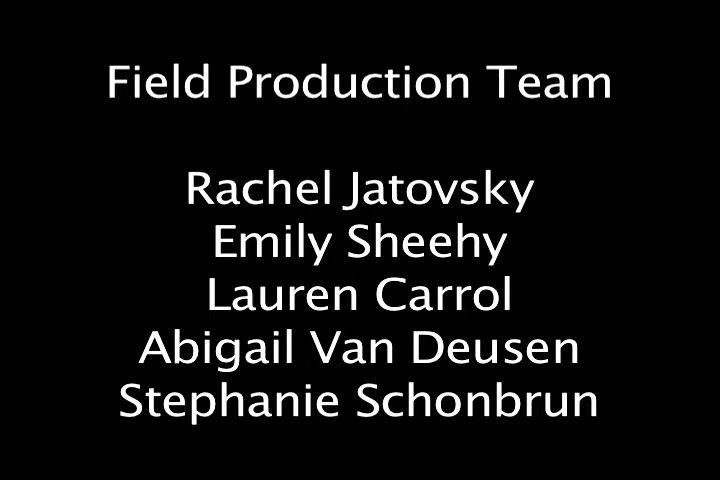 Field Production Team
Rachel Jatovsky
Emily Sheehy
Lauren Carrol
Abigail Van Deusen
Stephanie Schonbrun